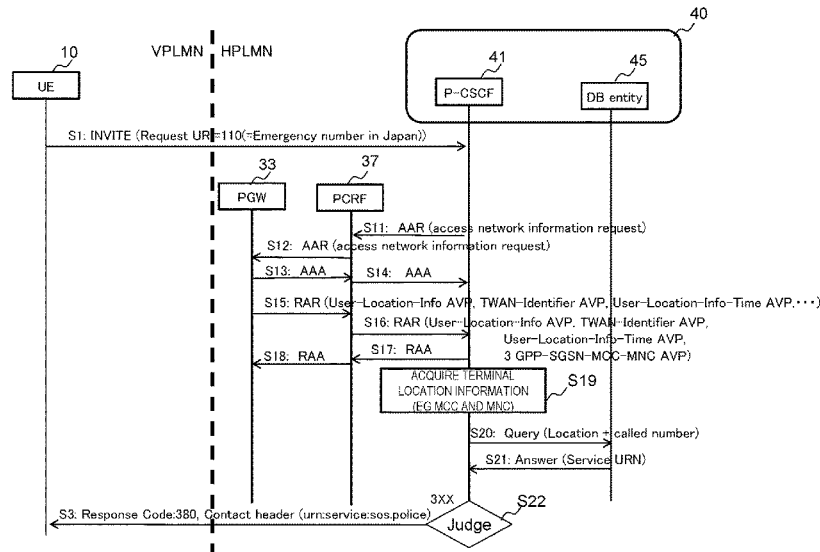 40
VPLMN HPLMN
10
41
45
UE
P-CSCF
DB entity
S1: INVITE (Request URI=110(=Emergency number in Japan))
33
37
PGW
PCRF
S11: AAR (access network information request)
S12: AAR (access network information request)
S13: AAA
S14: AAA
S15: RAR (User-Location-Info AVP, TWAN-Identifier AVP, User-Location-Info-Time AVP.・・・)
S16: RAR (User-Location-Info AVP. TWAN-Identifier AVP,
User-Location-Info-Time AVP,
3 GPP-SGSN-MCC-MNC AVP)
S17: RAA
S18: RAA
ACQUIRE TERMINAL
LOCATION INFORMATION
(EG MCC AND MNC)
S19
S20: Query (Location + called number)
S21: Answer (Service URN)
3XX
S22
S3: Response Code:380, Contact header (urn:service:sos.police)
Judge